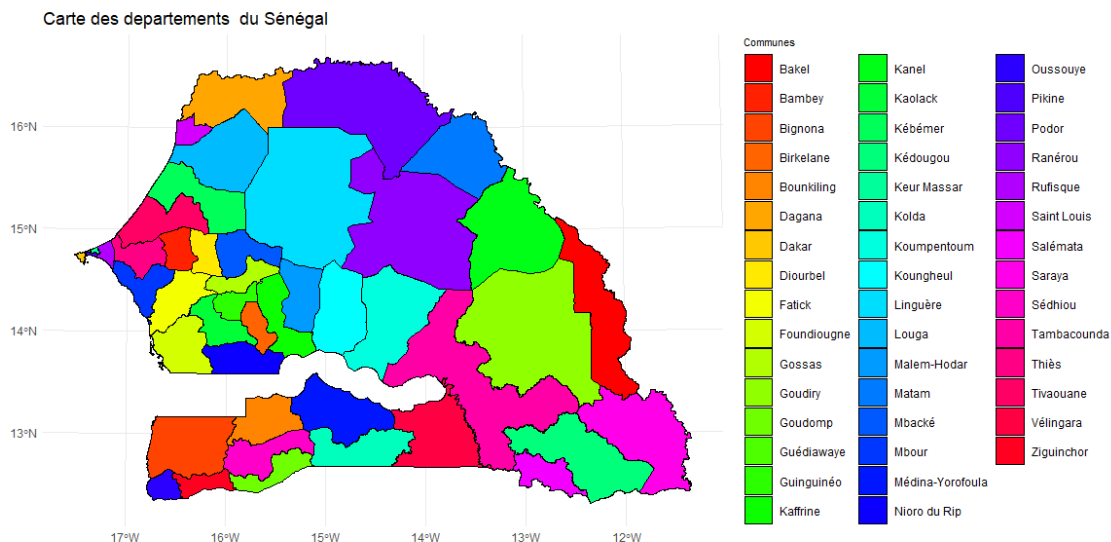 Carte des departements  du Sénégal
Communes
Bakel
Bambey
Bignona
Birkelane
Bounkiling
Dagana
Dakar
Diourbel
Fatick
Foundiougne
Gossas
Goudiry
Goudomp
Guédiawaye
Guinguinéo
Kaffrine
Kanel
Kaolack
Kébémer
Kédougou
Keur Massar
Kolda
Koumpentoum
Koungheul
Linguère
Louga
Malem-Hodar
Matam
Mbacké
Mbour
Médina-Yorofoula
Nioro du Rip
Oussouye
Pikine
Podor
Ranérou
Rufisque
Saint Louis
Salémata
Saraya
Sédhiou
Tambacounda
Thiès
Tivaouane
Vélingara
Ziguinchor
16°N
15°N
14°N
13°N
17°W 16°W 15°W 14°W 13°W 12°W